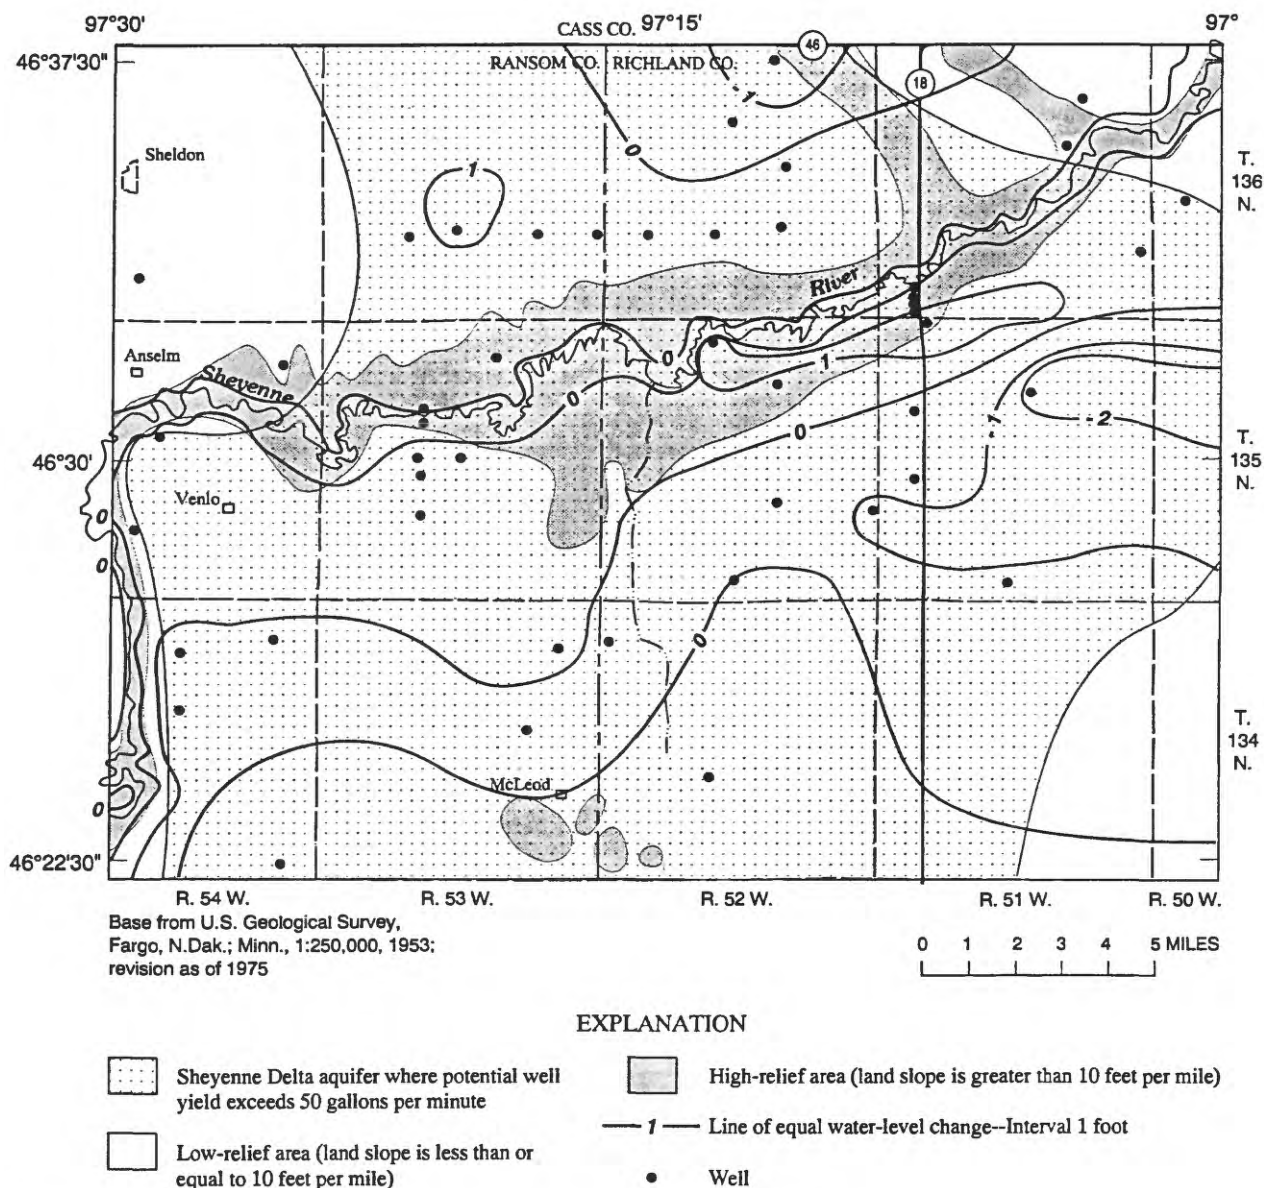 97°30'
CASS CO. 97°15'
97°
46°37'30"
RANSOM CO. RICHLAND CO.
46
18
-1
0
Sheldon
1
T.
136
N.
River
Anselm
Sheyenne
0
0
1
0
-1
-2
46°30'
T.
135
N.
Venlo
0
0
0
T.
134
N.
McLeod
0
46°22'30"
R. 54 W.
R. 53 W.
R. 52 W.
R. 51 W.
R. 50 W.
Base from U.S. Geological Survey,
Fargo, N.Dak.; Minn., 1:250,000, 1953;
revision as of 1975
0 1 2 3 4 5 MILES
EXPLANATION
Sheyenne Delta aquifer where potential well
yield exceeds 50 gallons per minute
Low-relief area (land slope is less than or
equal to 10 feet per mile)
High-relief area (land slope is greater than 10 feet per mile)
1 Line of equal water-level change--Interval 1 foot
Well